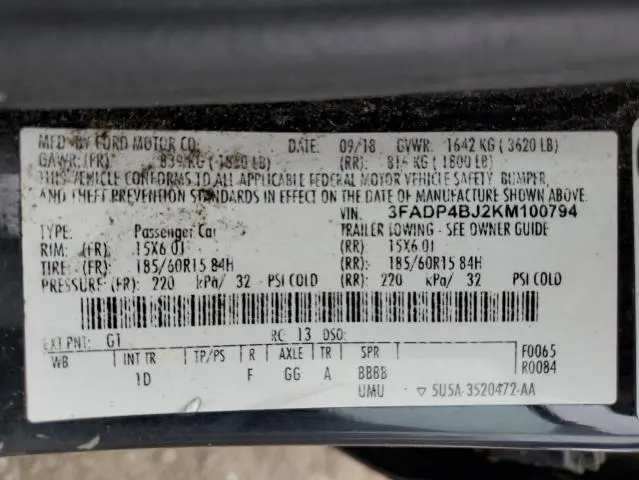 MFD. BY FORD MOTOR CO. DATE: 09/18 GVWR: 1642 KG ( 3620 LB)
GAWR:(FR): 839 KG ( 1850 LB) (RR): 816 KG ( 1800 LB)
THIS VEHICLE CONFORMS TO ALL APPLICABLE FEDERAL MOTOR VEHICLE SAFETY, BUMPER,
AND THEFT PREVENTION STANDARDS IN EFFECT ON THE DATE OF MANUFACTURE SHOWN ABOVE.
VIN: 3FADP4BJ2KM100794
TYPE: Passenger Car TRAILER TOWING - SEE OWNER GUIDE
RIM: (FR): 15X6.0J (RR): 15X6.0J
TIRE: (FR): 185/60R15 84H (RR): 185/60R15 84H
PRESSURE:(FR): 220 kPa/ 32 PSI COLD (RR): 220 kPa/ 32 PSI COLD
EXT PNT: G1 RC: 13 DSO:
WB INT TR TP/PS R AXLE TR SPR F0065
1D F GG A BBBB R0084
UMU ▽ 5U5A-3520472-AA